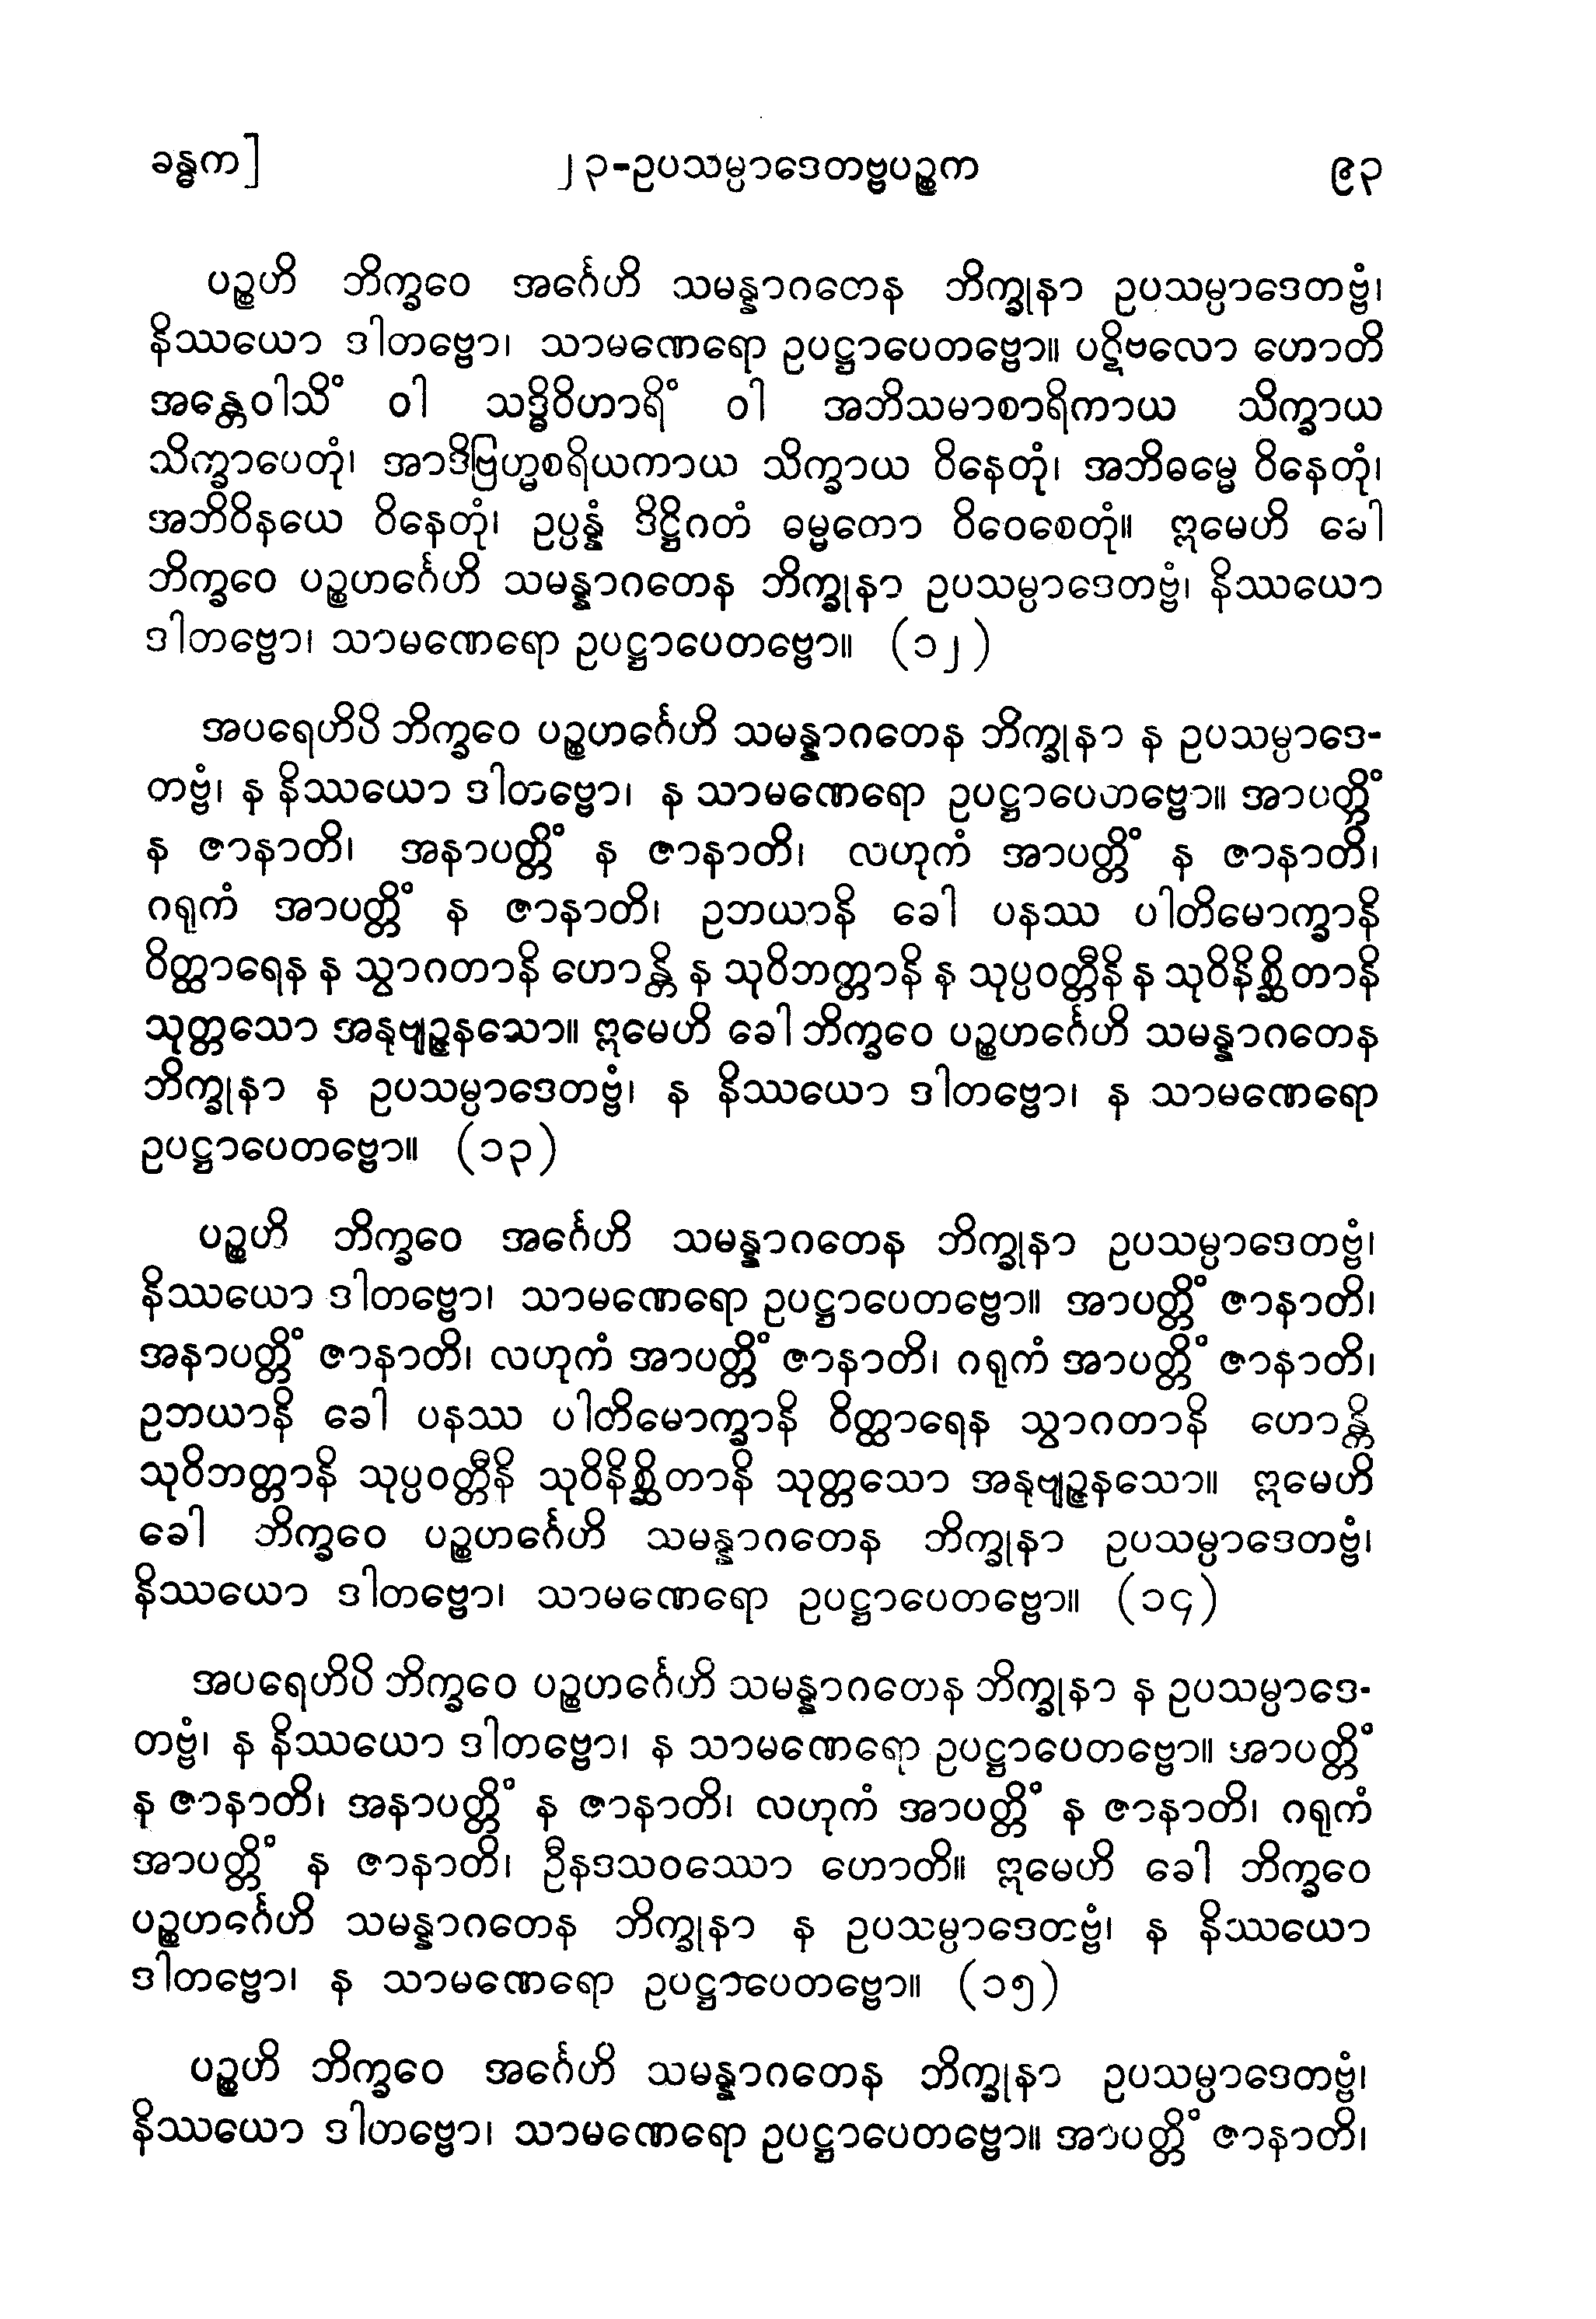 ခန္ဓက]
၂၃-ဥပသမ္ပာဒေတဗ္ဗပဉ္စက
၉၃
ပဉ္စဟိ ဘိက္ခဝေ အင်္ဂေဟိ သမန္နာဂတေန ဘိက္ခုနာ ဥပသမ္ပာဒေတဗ္ဗံ၊
နိဿယော ဒါတဗ္ဗော၊ သာမဏေရော ဥပဋ္ဌာပေတဗ္ဗော။ ပဋိဗလော ဟောတိ
အန္တေဝါသိံ ဝါ သဒ္ဓိဝိဟာရိံ ဝါ အဘိသမာစာရိကာယ သိက္ခာယ
သိက္ခာပေတုံ၊ အာဒိဗြဟ္မစရိယကာယ သိက္ခာယ ဝိနေတုံ၊ အဘိဓမ္မေ ဝိနေတုံ၊
အဘိဝိနယေ ဝိနေတုံ၊ ဥပ္ပန္နံ ဒိဋ္ဌိဂတံ ဓမ္မတော ဝိဝေစေတုံ။ ဣမေဟိ ခေါ
ဘိက္ခဝေ ပဉ္စဟင်္ဂေဟိ သမန္နာဂတေန ဘိက္ခုနာ ဥပသမ္ပာဒေတဗ္ဗံ၊ နိဿယော
ဒါတဗ္ဗော၊ သာမဏေရော ဥပဋ္ဌာပေတဗ္ဗော။ (၁၂)
အပရေဟိပိ ဘိက္ခဝေ ပဉ္စဟင်္ဂေဟိ သမန္နာဂတေန ဘိက္ခုနာ န ဥပသမ္ပာဒေ-
တဗ္ဗံ၊ န နိဿယော ဒါတဗ္ဗော၊ န သာမဏေရော ဥပဋ္ဌာပေတဗ္ဗော။ အာပတ္တိံ
န ဇာနာတိ၊ အနာပတ္တိံ န ဇာနာတိ၊ လဟုကံ အာပတ္တိံ န ဇာနာတိ၊
ဂရုကံ အာပတ္တိံ န ဇာနာတိ၊ ဥဘယာနိ ခေါ ပနဿ ပါတိမောက္ခာနိ
ဝိတ္ထာရေန န သွာဂတာနိ ဟောန္တိ န သုဝိဘတ္တာနိ န သုပ္ပဝတ္တီနိ န သုဝိနိစ္ဆိတာနိ
သုတ္တသော အနုဗျဉ္ဇနသော။ ဣမေဟိ ခေါ ဘိက္ခဝေ ပဉ္စဟင်္ဂေဟိ သမန္နာဂတေန
ဘိက္ခုနာ န ဥပသမ္ပာဒေတဗ္ဗံ၊ န နိဿယော ဒါတဗ္ဗော၊ န သာမဏေရော
ဥပဋ္ဌာပေတဗ္ဗော။ (၁၃)
ပဉ္စဟိ ဘိက္ခဝေ အင်္ဂေဟိ သမန္နာဂတေန ဘိက္ခုနာ ဥပသမ္ပာဒေတဗ္ဗံ၊
နိဿယော ဒါတဗ္ဗော၊ သာမဏေရော ဥပဋ္ဌာပေတဗ္ဗော။ အာပတ္တိံ ဇာနာတိ၊
အနာပတ္တိံ ဇာနာတိ၊ လဟုကံ အာပတ္တိံ ဇာနာတိ၊ ဂရုကံ အာပတ္တိံ ဇာနာတိ၊
ဥဘယာနိ ခေါ ပနဿ ပါတိမောက္ခာနိ ဝိတ္ထာရေန သွာဂတာနိ ဟောန္တိ
သုဝိဘတ္တာနိ သုပ္ပဝတ္တီနိ သုဝိနိစ္ဆိတာနိ သုတ္တသော အနုဗျဉ္ဇနသော။ ဣမေဟိ
ခေါ ဘိက္ခဝေ ပဉ္စဟင်္ဂေဟိ သမန္နာဂတေန ဘိက္ခုနာ ဥပသမ္ပာဒေတဗ္ဗံ၊
နိဿယော ဒါတဗ္ဗော၊ သာမဏေရော ဥပဋ္ဌာပေတဗ္ဗော။ (၁၄)
အပရေဟိပိ ဘိက္ခဝေ ပဉ္စဟင်္ဂေဟိ သမန္နာဂတေန ဘိက္ခုနာ န ဥပသမ္ပာဒေ-
တဗ္ဗံ၊ န နိဿယော ဒါတဗ္ဗော၊ န သာမဏေရော ဥပဋ္ဌာပေတဗ္ဗော။ အာပတ္တိံ
န ဇာနာတိ၊ အနာပတ္တိံ န ဇာနာတိ၊ လဟုကံ အာပတ္တိံ န ဇာနာတိ၊ ဂရုကံ
အာပတ္တိံ န ဇာနာတိ၊ ဦနဒသဝဿော ဟောတိ။ ဣမေဟိ ခေါ ဘိက္ခဝေ
ပဉ္စဟင်္ဂေဟိ သမန္နာဂတေန ဘိက္ခုနာ န ဥပသမ္ပာဒေတဗ္ဗံ၊ န နိဿယော
ဒါတဗ္ဗော၊ န သာမဏေရော ဥပဋ္ဌာပေတဗ္ဗော။ (၁၅)
ပဉ္စဟိ ဘိက္ခဝေ အင်္ဂေဟိ သမန္နာဂတေန ဘိက္ခုနာ ဥပသမ္ပာဒေတဗ္ဗံ၊
နိဿယော ဒါတဗ္ဗော၊ သာမဏေရော ဥပဋ္ဌာပေတဗ္ဗော။ အာပတ္တိံ ဇာနာတိ၊